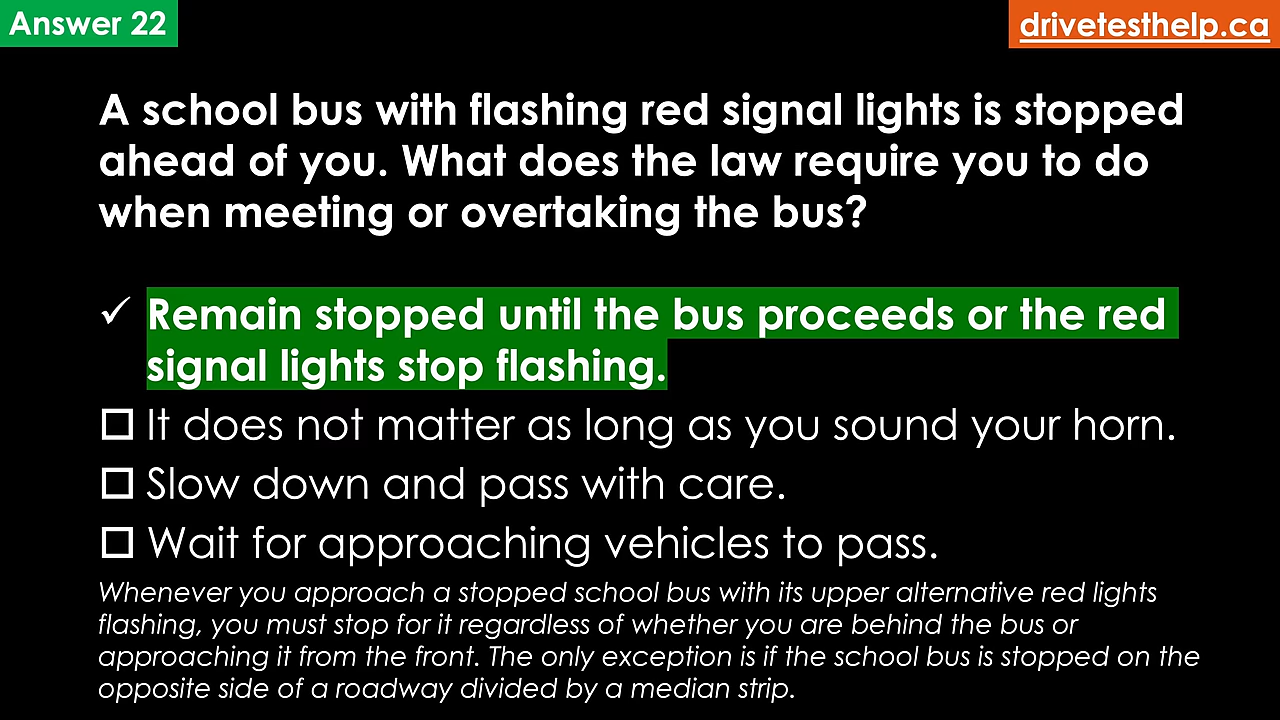 Answer 22
drivetesthelp.ca
A school bus with flashing red signal lights is stopped
ahead of you. What does the law require you to do
when meeting or overtaking the bus?
✓ Remain stopped until the bus proceeds or the red
signal lights stop flashing.
☐ It does not matter as long as you sound your horn.
☐ Slow down and pass with care.
☐ Wait for approaching vehicles to pass.
Whenever you approach a stopped school bus with its upper alternative red lights
flashing, you must stop for it regardless of whether you are behind the bus or
approaching it from the front. The only exception is if the school bus is stopped on the
opposite side of a roadway divided by a median strip.